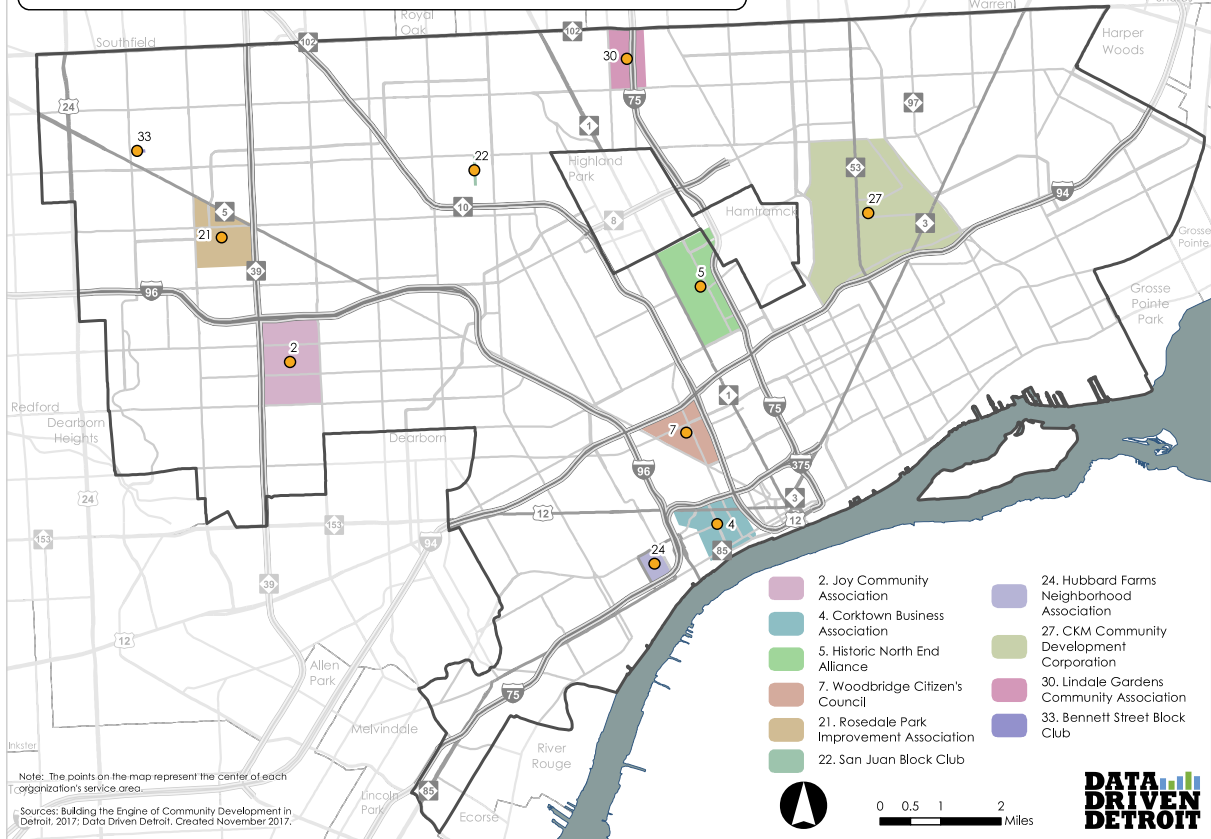 Royal
Oak
Warren
Southfield
102
102
Harper
Woods
30
75
24
97
1
33
22
Highland
Park
53
27
94
5
10
8
Hamtramck
3
21
Grosse
Pointe
39
5
96
Grosse
Pointe
Park
2
1
75
Redford
Dearborn
Heights
Dearborn
7
96
375
24
3
12
12
153
153
4
94
85
24
39
12
Allen
Park
75
Melvindale
Inkster
River
Rouge
85
Lincoln
Park
Ecorse
2. Joy Community
Association
4. Corktown Business
Association
5. Historic North End
Alliance
7. Woodbridge Citizen's
Council
21. Rosedale Park
Improvement Association
22. San Juan Block Club
24. Hubbard Farms
Neighborhood
Association
27. CKM Community
Development
Corporation
30. Lindale Gardens
Community Association
33. Bennett Street Block
Club
Note: The points on the map represent the center of each
organization's service area.
Sources: Building the Engine of Community Development in
Detroit, 2017; Data Driven Detroit. Created November 2017.
0 0.5 1 2
Miles
DATA
DRIVEN
DETROIT